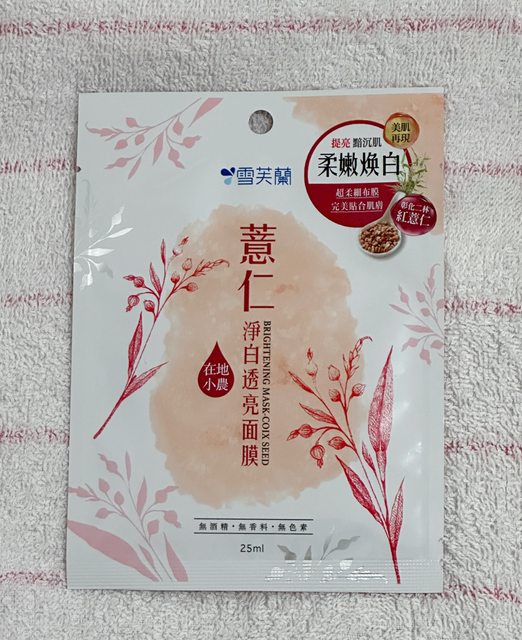 雪芙蘭
薏仁
淨白透亮面膜
BRIGHTENING MASK-COIX SEED
在地
小農
美肌
再現
提亮 黯沉肌
柔嫩煥白
超柔細布膜
完美貼合肌膚
彰化二林
紅薏仁
無酒精・無香料・無色素
25ml